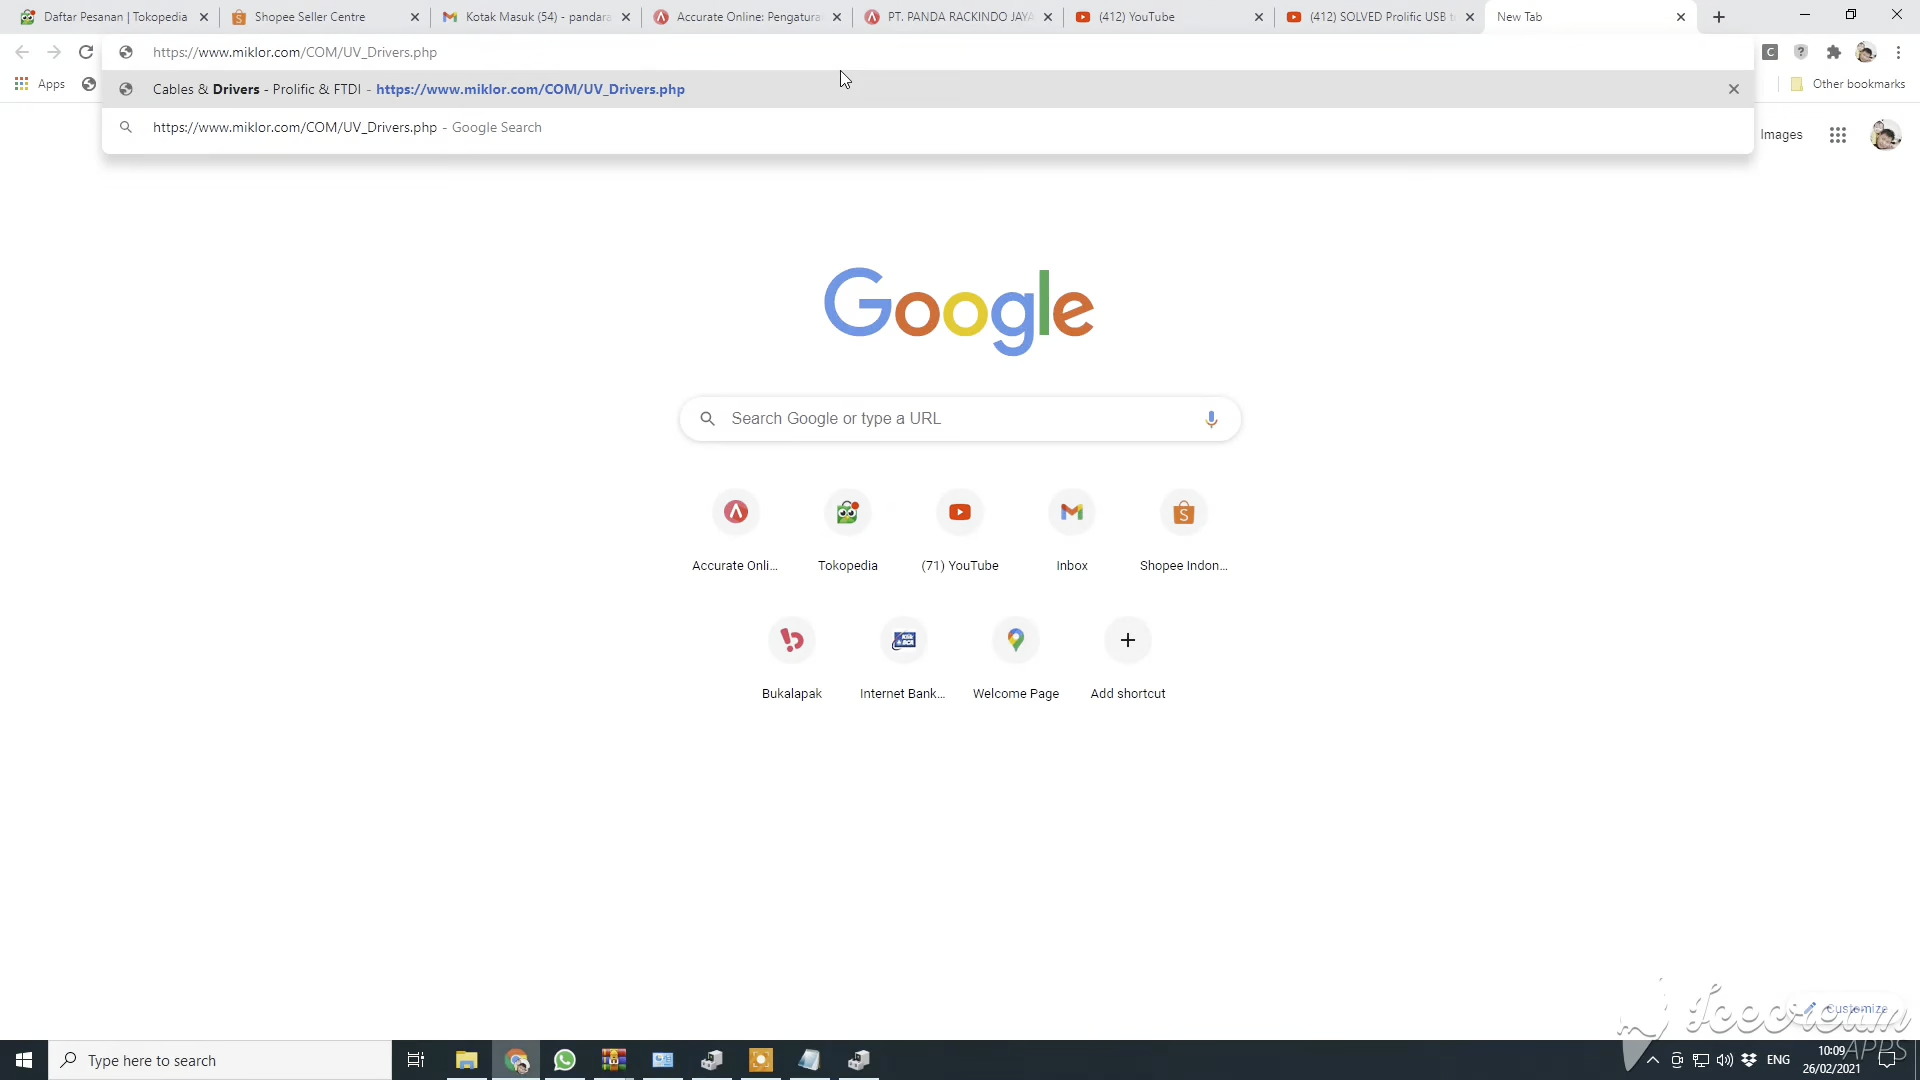 Daftar Pesanan | Tokopedia
Shopee Seller Centre
Kotak Masuk (54) - pandara
Accurate Online: Pengatura
PT. PANDA RACKINDO JAYA
(412) YouTube
(412) SOLVED Prolific USB t
New Tab
https://www.miklor.com/COM/UV_Drivers.php
Apps
Cables & Drivers - Prolific & FTDI - https://www.miklor.com/COM/UV_Drivers.php
Other bookmarks
https://www.miklor.com/COM/UV_Drivers.php - Google Search
Images
Google
Search Google or type a URL
Accurate Onli...
Tokopedia
(71) YouTube
Inbox
Shopee Indon...
Bukalapak
Internet Bank...
Welcome Page
Add shortcut
Customize
Icecream
APPS
Type here to search
ENG
10:09
26/02/2021